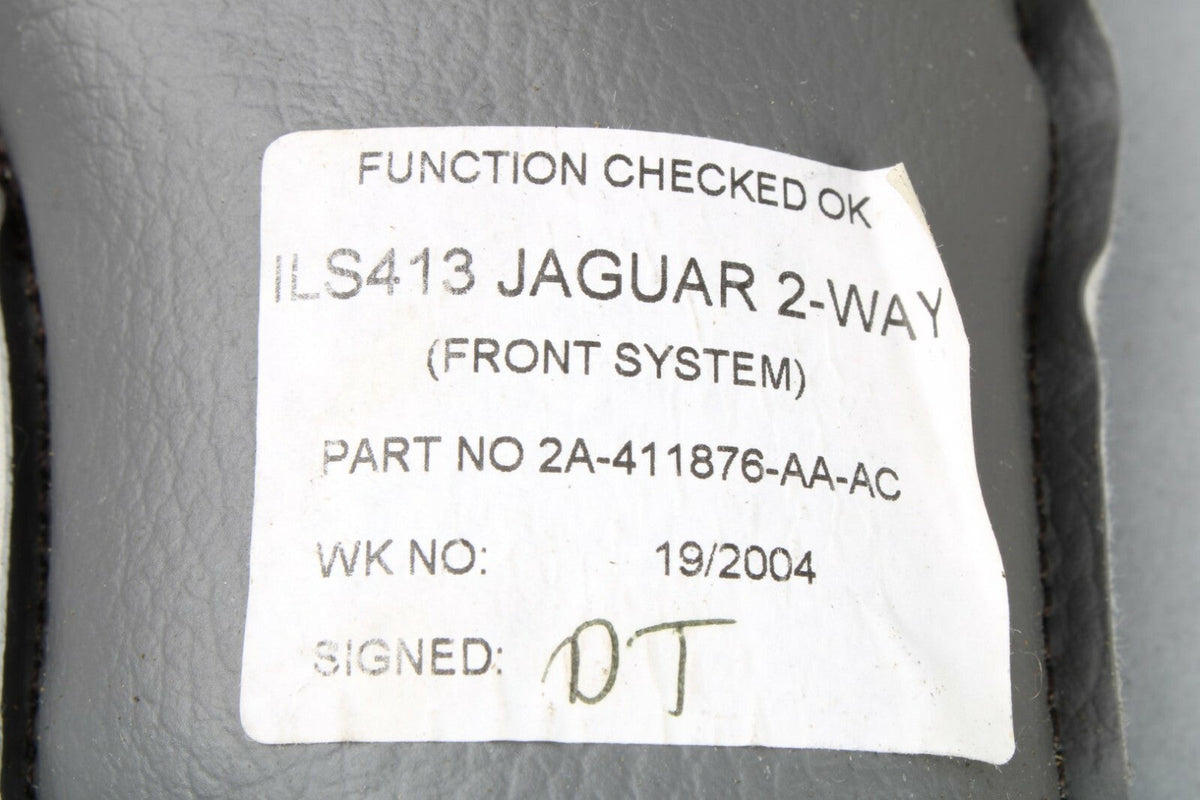 FUNCTION CHECKED OK
ILS413 JAGUAR 2-WAY
(FRONT SYSTEM)
PART NO 2A-411876-AA-AC
WK NO: 19/2004
SIGNED: DT